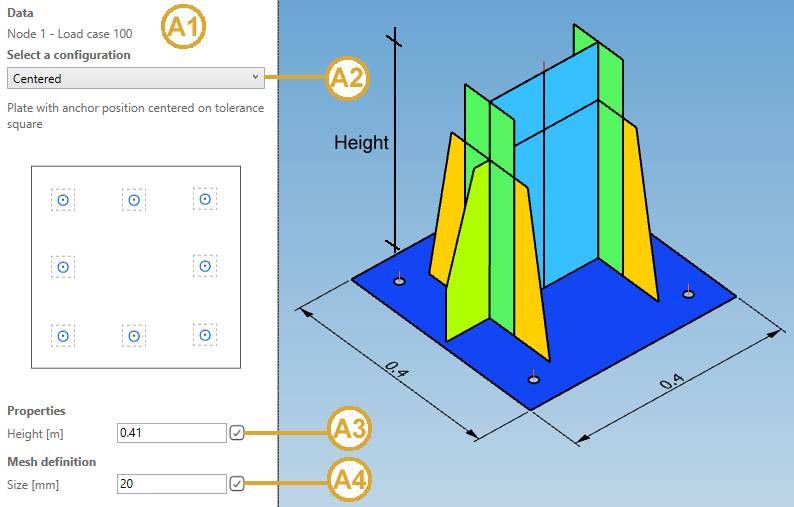 Data
Node 1 - Load case 100
A1
Select a configuration
Centered
A2
Plate with anchor position centered on tolerance
square
Properties
Height [m]
0.41
A3
Mesh definition
Size [mm]
20
A4
Height
0.4
0.4